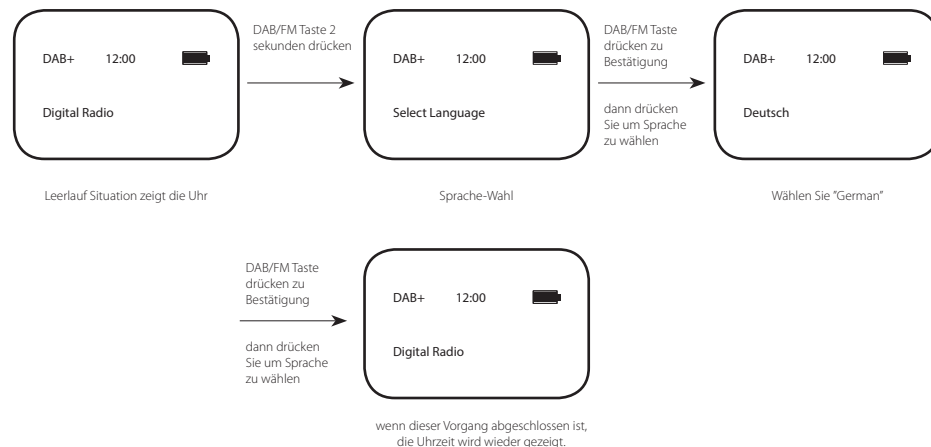 DAB/FM Taste 2
sekunden drücken
DAB/FM Taste
drücken zu
Bestätigung
DAB+ 12:00
DAB+ 12:00
DAB+ 12:00
Digital Radio
Select Language
dann drücken
Sie um Sprache
zu wählen
Deutsch
Leerlauf Situation zeigt die Uhr
Sprache-Wahl
Wählen Sie "German"
DAB/FM Taste
drücken zu
Bestätigung
DAB+ 12:00
dann drücken
Sie um Sprache
zu wählen
Digital Radio
wenn dieser Vorgang abgeschlossen ist,
die Uhrzeit wird wieder gezeigt.